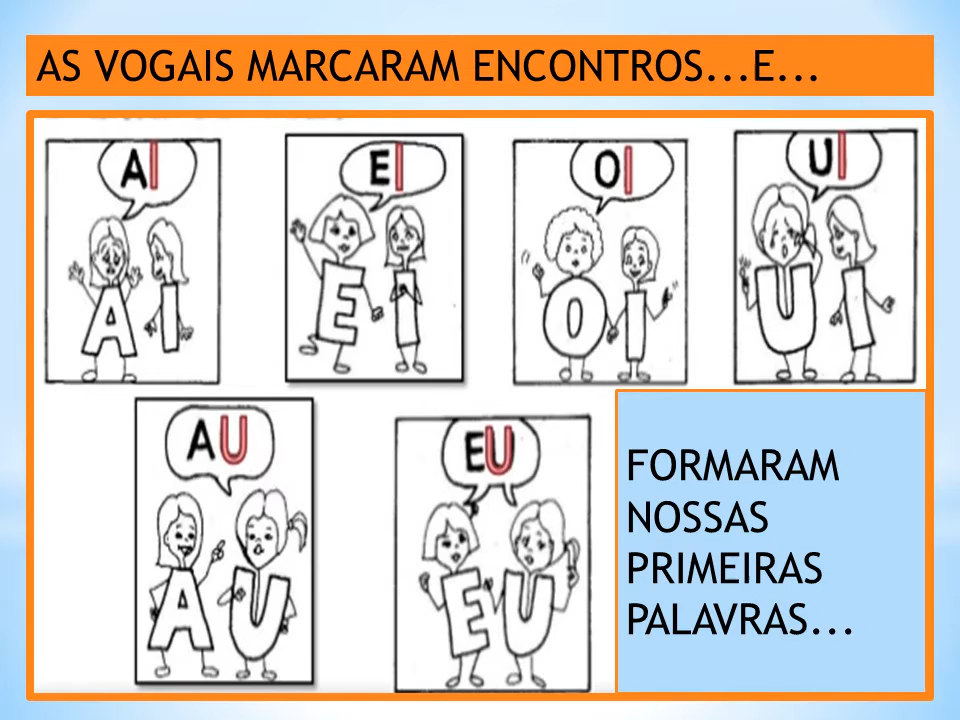 AS VOGAIS MARCARAM ENCONTROS...E...
AI
EI
OI
UI
A I
E I
O I
U I
AU
EU
A U
E U
FORMARAM
NOSSAS
PRIMEIRAS
PALAVRAS...